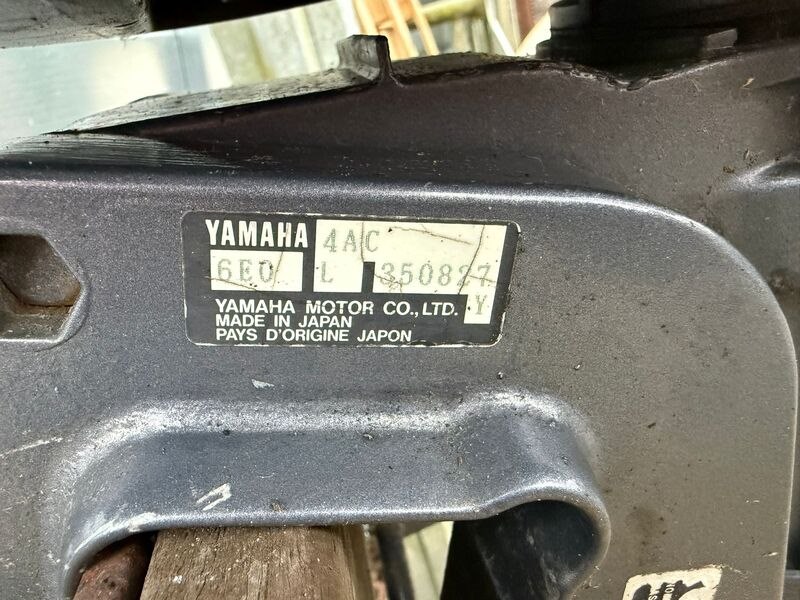 YAMAHA 4AC
6E0 L 350827
YAMAHA MOTOR CO., LTD. Y
MADE IN JAPAN
PAYS D'ORIGINE JAPON